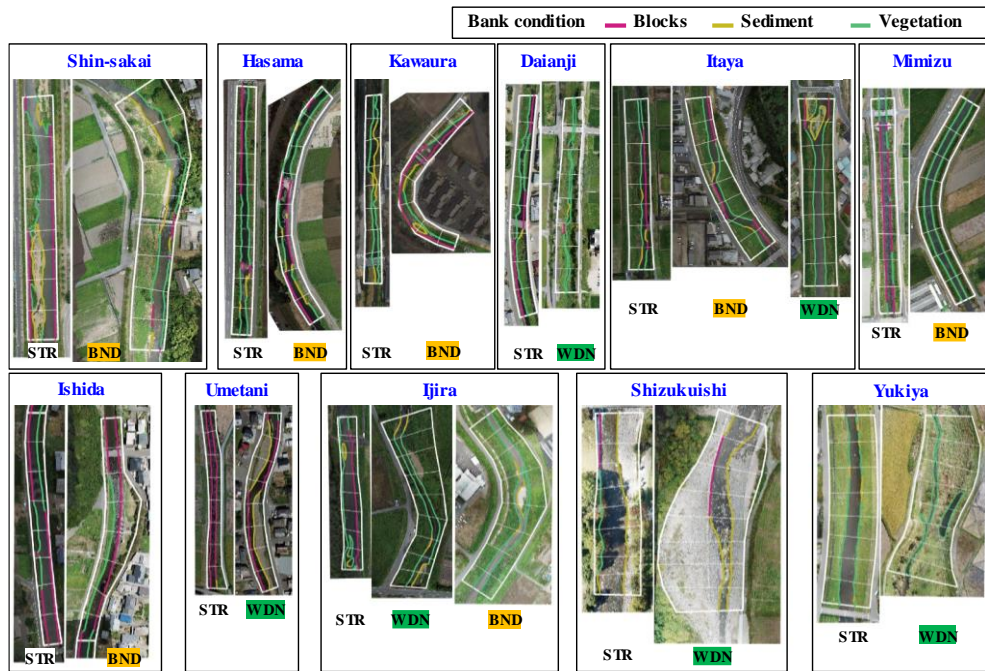 Bank condition Blocks Sediment Vegetation
Shin-sakai Hasama Kawaura Daianji Itaya Mimizu
STR BND STR BND STR BND STR WDN STR BND WDN STR BND
Ishida Umetani Ijira Shizukuishi Yukiya
STR BND STR WDN STR WDN BND STR WDN STR WDN